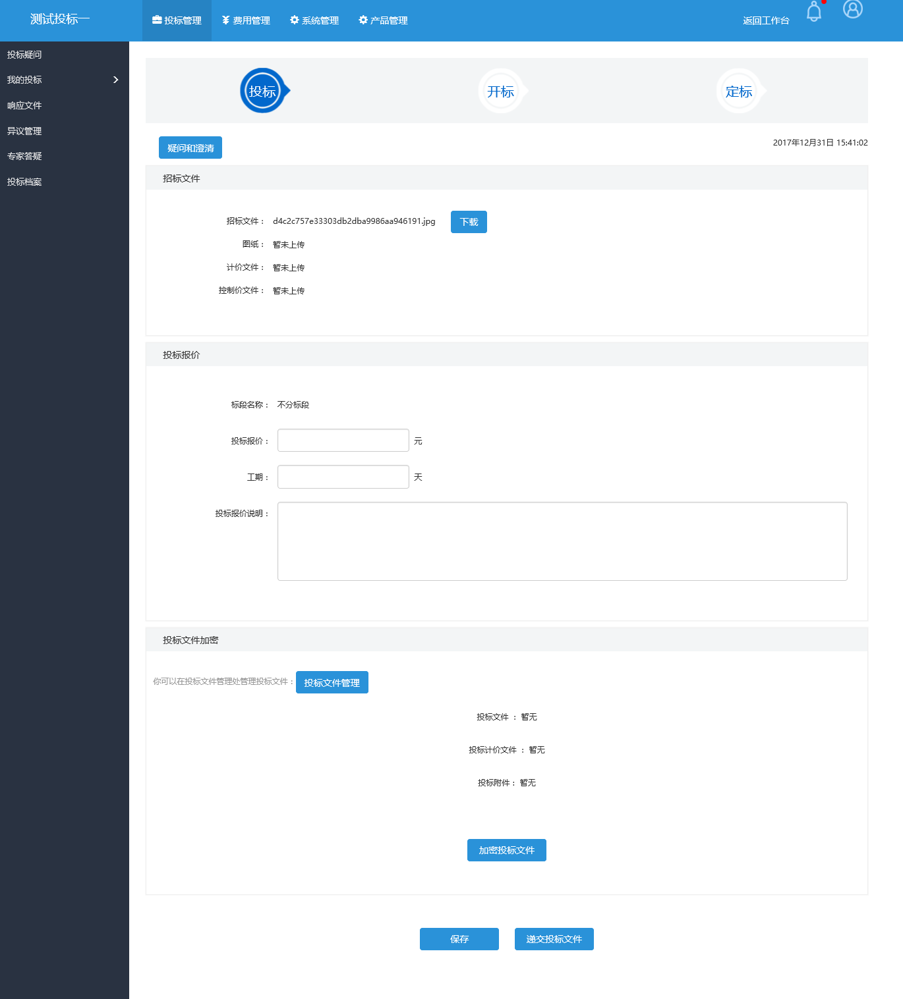 测试投标一
投标管理
费用管理
系统管理
产品管理
返回工作台
投标疑问
我的投标
响应文件
异议管理
专家答疑
投标档案
投标
开标
定标
疑问和澄清
2017年12月31日 15:41:02
招标文件
招标文件： d4c2c757e33303db2dba9986aa946191.jpg 下载
图纸： 暂未上传
计价文件： 暂未上传
控制价文件： 暂未上传
投标报价
标段名称： 不分标段
投标报价： 元
工期： 天
投标报价说明：
投标文件加密
你可以在投标文件管理处管理投标文件： 投标文件管理
投标文件 ： 暂无
投标计价文件 ： 暂无
投标附件： 暂无
加密投标文件
保存
递交投标文件